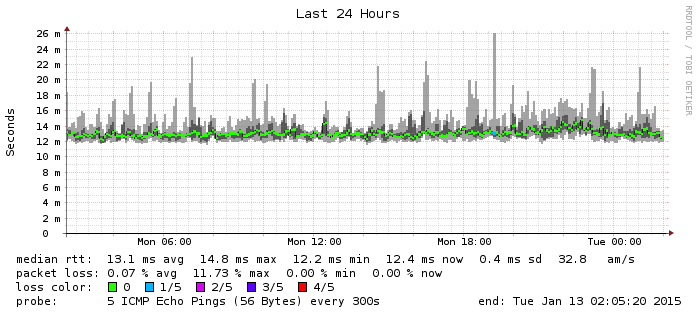 Last 24 Hours
RRDTOOL / TOBI OETIKER
Seconds
26 m
24 m
22 m
20 m
18 m
16 m
14 m
12 m
10 m
8 m
6 m
4 m
2 m
0
Mon 06:00 Mon 12:00 Mon 18:00 Tue 00:00
median rtt: 13.1 ms avg 14.8 ms max 12.2 ms min 12.4 ms now 0.4 ms sd 32.8 am/s
packet loss: 0.07 % avg 11.73 % max 0.00 % min 0.00 % now
loss color: 0 1/5 2/5 3/5 4/5
probe: 5 ICMP Echo Pings (56 Bytes) every 300s end: Tue Jan 13 02:05:20 2015